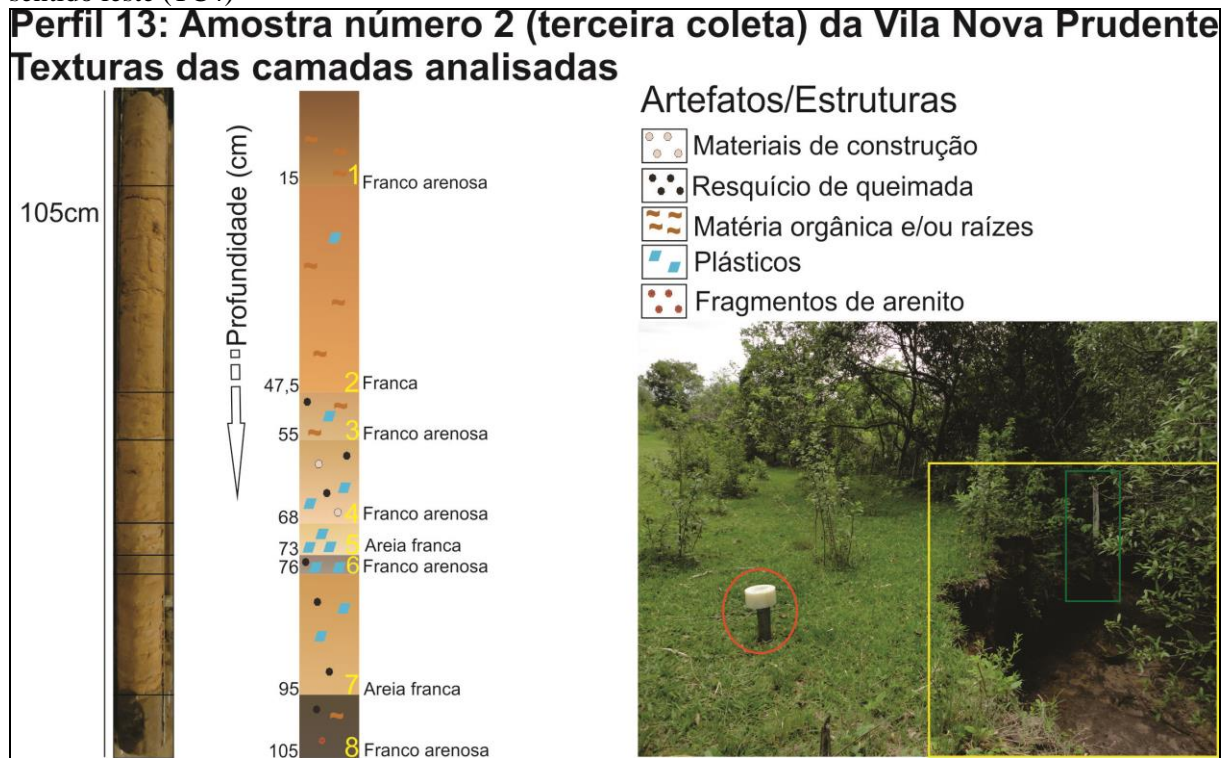 sentido leste (TC4)
Perfil 13: Amostra número 2 (terceira coleta) da Vila Nova Prudente
Texturas das camadas analisadas
105cm
Profundidade (cm)
15
1
Franco arenosa
47,5
2
Franca
55
3
Franco arenosa
68
4
Franco arenosa
73
5
Areia franca
76
6
Franco arenosa
95
7
Areia franca
105
8
Franco arenosa
Artefatos/Estruturas
Materiais de construção
Resquício de queimada
Matéria orgânica e/ou raízes
Plásticos
Fragmentos de arenito